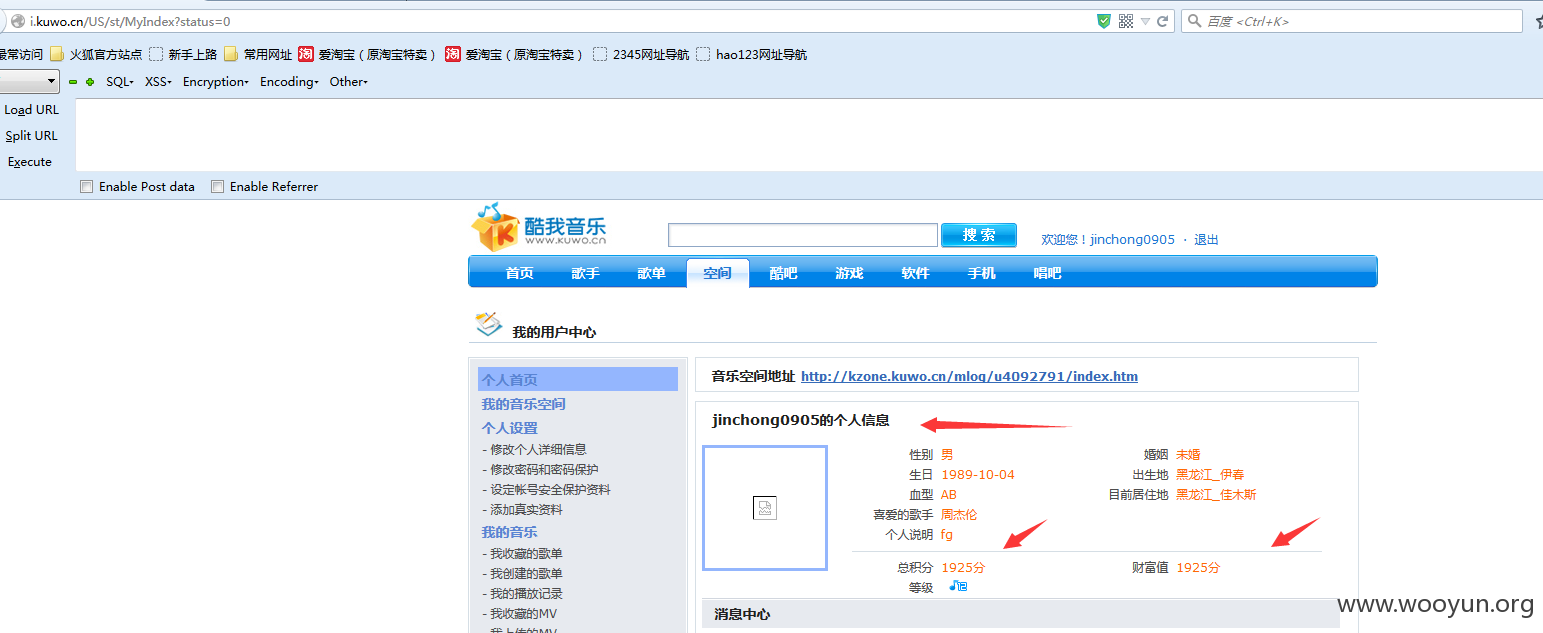 i.kuwo.cn/US/st/MyIndex?status=0
百度 <Ctrl+K>
最常访问 火狐官方站点 新手上路 常用网址 爱淘宝（原淘宝特卖） 爱淘宝（原淘宝特卖） 2345网址导航 hao123网址导航
SQL- XSS- Encryption- Encoding- Other-
Load URL
Split URL
Execute
Enable Post data Enable Referrer
酷我音乐
www.kuwo.cn
搜索
欢迎您！jinchong0905 · 退出
首页 歌手 歌单 空间 酷吧 游戏 软件 手机 唱吧
我的用户中心
个人首页
我的音乐空间
个人设置
- 修改个人详细信息
- 修改密码和密码保护
- 设定帐号安全保护资料
- 添加真实资料
我的音乐
- 我收藏的歌单
- 我创建的歌单
- 我的播放记录
- 我收藏的MV
- 我上传的MV
音乐空间地址 http://kzone.kuwo.cn/mlog/u4092791/index.htm
jinchong0905的个人信息
性别 男 婚姻 未婚
生日 1989-10-04 出生地 黑龙江_伊春
血型 AB 目前居住地 黑龙江_佳木斯
喜爱的歌手 周杰伦
个人说明 fg
总积分 1925分 财富值 1925分
等级
消息中心
www.wooyun.org